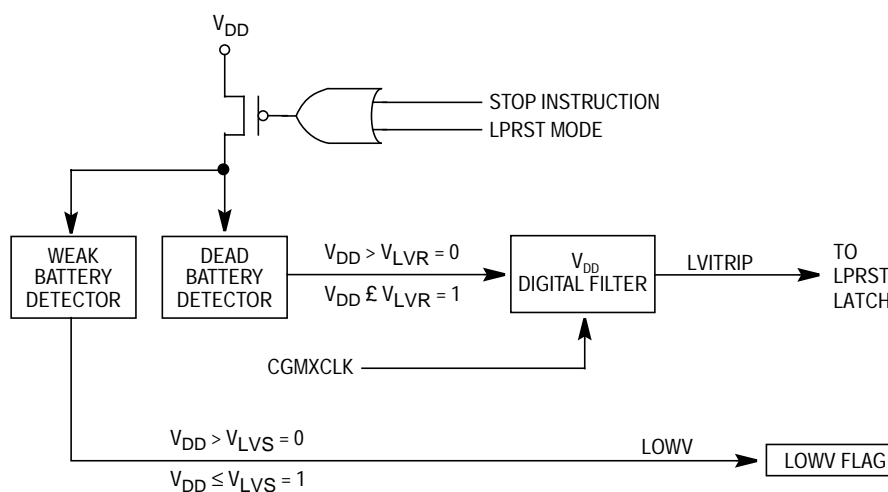 VDD
STOP INSTRUCTION
LPRST MODE
WEAK
BATTERY
DETECTOR
DEAD
BATTERY
DETECTOR
VDD > VLVR = 0
VDD £ VLVR = 1
VDD
DIGITAL FILTER
LVITRIP
TO
LPRST
LATCH
CGMXCLK
VDD > VLVS = 0
VDD ≤ VLVS = 1
LOWV
LOWV FLAG